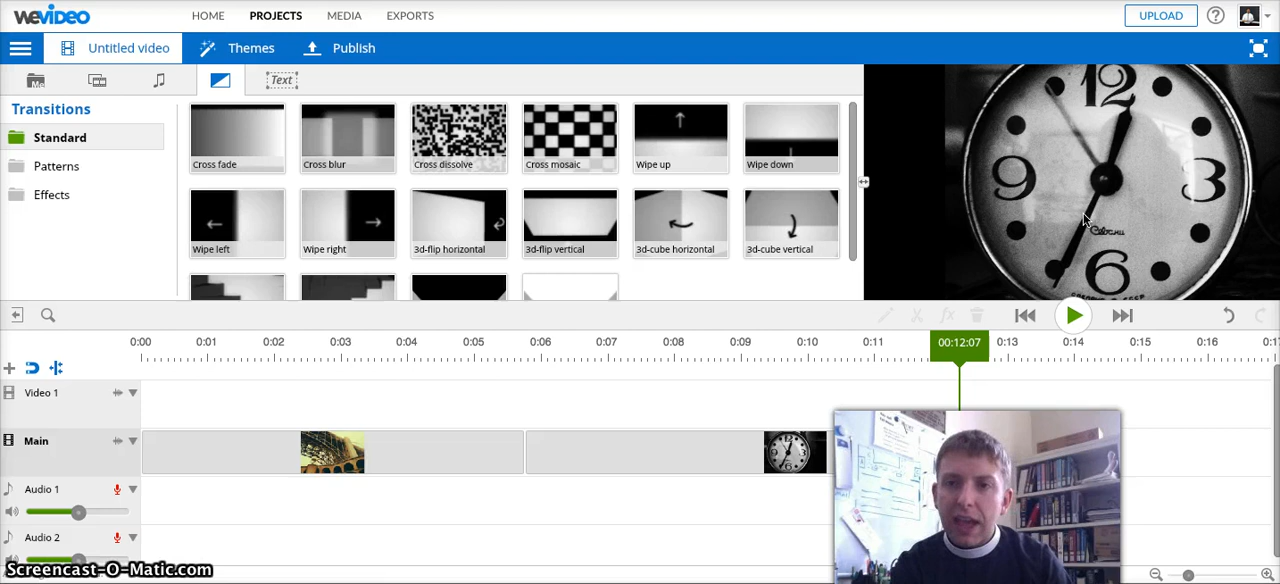 WEVIDEO HOME PROJECTS MEDIA EXPORTS UPLOAD ?
Untitled video Themes Publish
Me Text
Transitions
Standard
Patterns
Effects
Cross fade Cross blur Cross dissolve Cross mosaic Wipe up Wipe down
Wipe left Wipe right 3d-flip horizontal 3d-flip vertical 3d-cube horizontal 3d-cube vertical
12
9 3
6
fx
0:00 0:01 0:02 0:03 0:04 0:05 0:06 0:07 0:08 0:09 0:10 0:11 00:12:07 0:13 0:14 0:15 0:16
Video 1
Main
Audio 1
Audio 2
Screencast-O-Matic.com